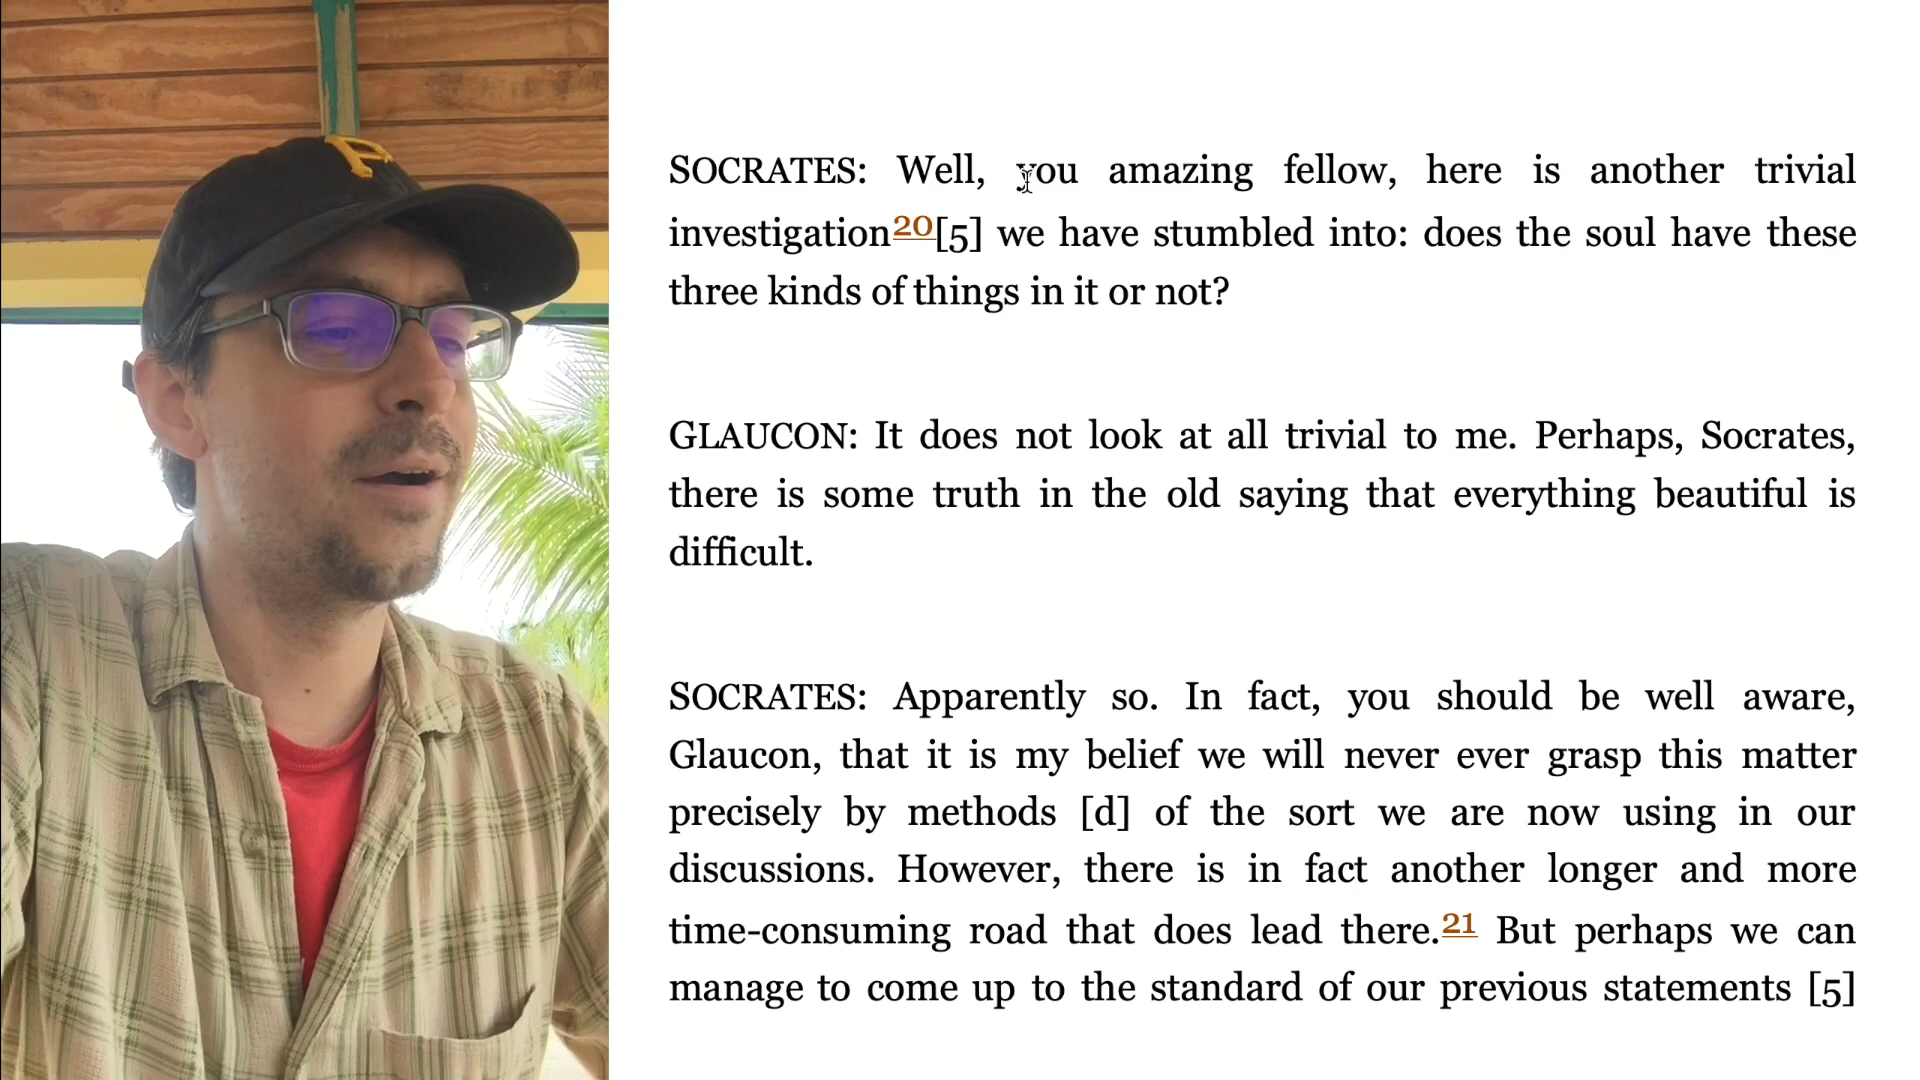 P
SOCRATES: Well, you amazing fellow, here is another trivial
investigation20[5] we have stumbled into: does the soul have these
three kinds of things in it or not?
GLAUCON: It does not look at all trivial to me. Perhaps, Socrates,
there is some truth in the old saying that everything beautiful is
difficult.
SOCRATES: Apparently so. In fact, you should be well aware,
Glaucon, that it is my belief we will never ever grasp this matter
precisely by methods [d] of the sort we are now using in our
discussions. However, there is in fact another longer and more
time-consuming road that does lead there.21 But perhaps we can
manage to come up to the standard of our previous statements [5]